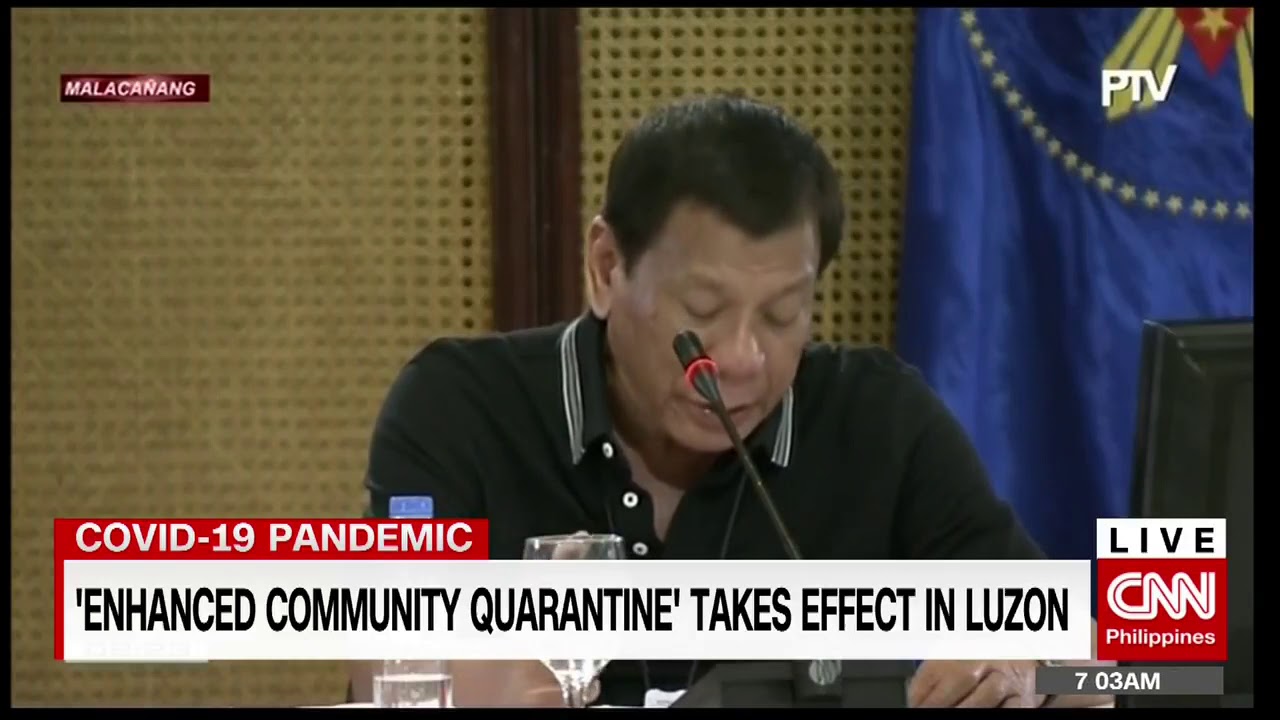 MALACAÑANG
PTV
COVID-19 PANDEMIC
'ENHANCED COMMUNITY QUARANTINE' TAKES EFFECT IN LUZON
LIVE
CNN
Philippines
7 03AM